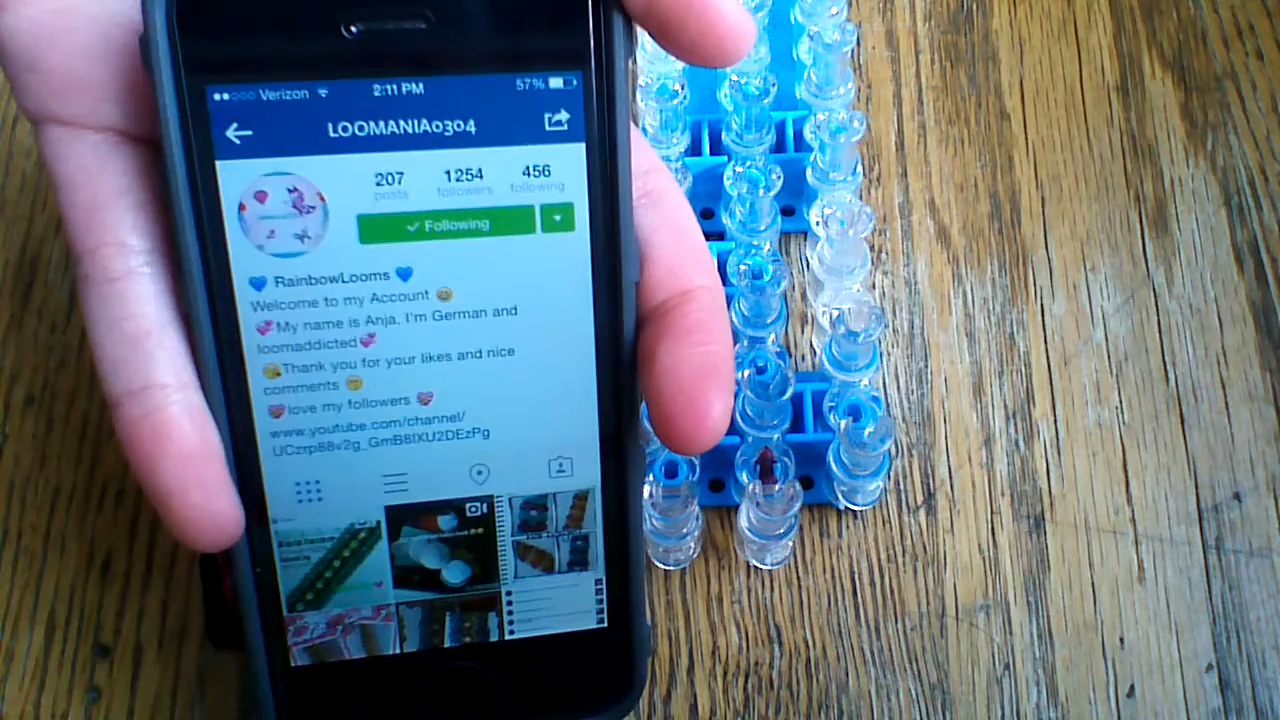 Verizon 2:11 PM 57%
LOOMANIA0304
207 1254 456
posts followers following
Following
RainbowLooms
Welcome to my Account
My name is Anja, I'm German and
loomaddicted
Thank you for your likes and nice
comments
love my followers
www.youtube.com/channel/
UCzrp88v2g_GmB8IXU2DEzPg